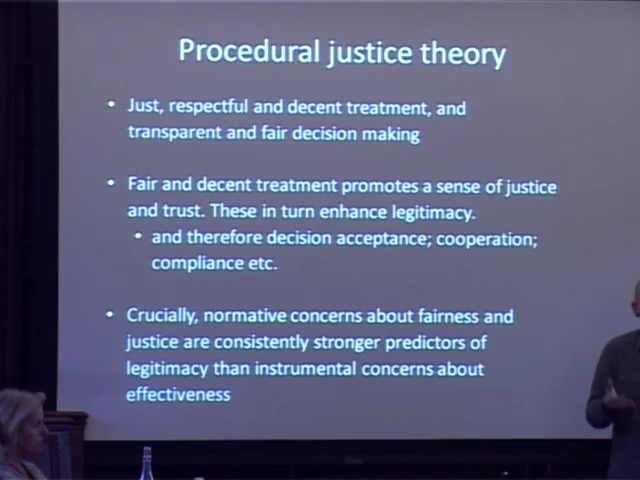 Procedural justice theory
• Just, respectful and decent treatment, and
transparent and fair decision making
• Fair and decent treatment promotes a sense of justice
and trust. These in turn enhance legitimacy.
• and therefore decision acceptance; cooperation;
compliance etc.
• Crucially, normative concerns about fairness and
justice are consistently stronger predictors of
legitimacy than instrumental concerns about
effectiveness